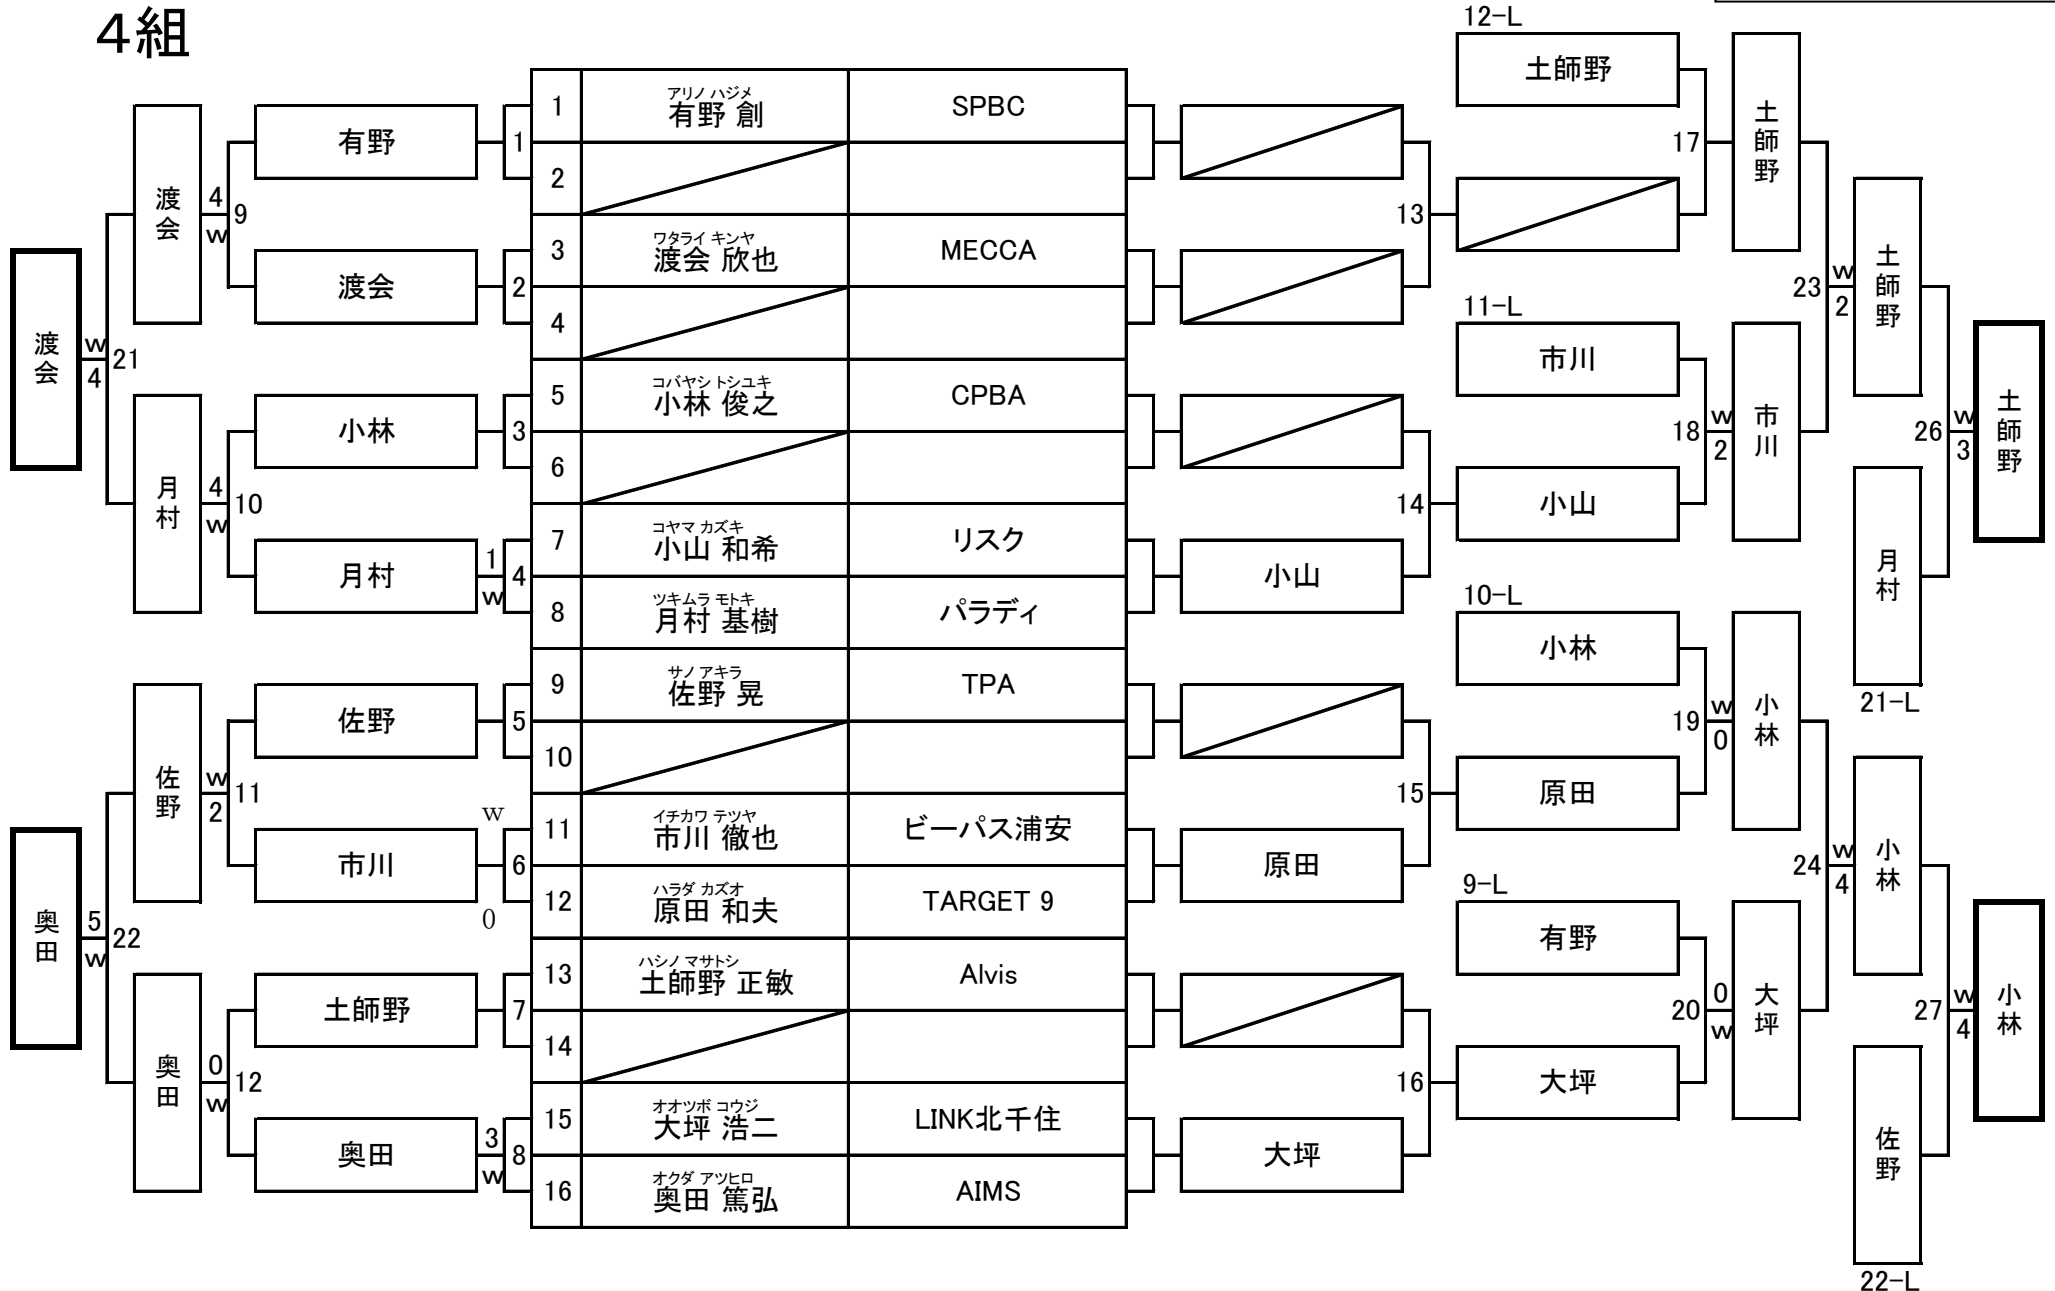 4組
渡会
w
4
21
渡会
4
w
9
有野
1
渡会
2
月村
4
w
10
小林
3
月村
1
w
4
奥田
5
w
22
佐野
w
2
11
佐野
5
市川
w
0
6
奥田
0
w
12
土師野
7
奥田
3
w
8
1 アリノ ハジメ
有野 創 SPBC
2
3 ワタライ キンヤ
渡会 欣也 MECCA
4
5 コバヤシ トシユキ
小林 俊之 CPBA
6
7 コヤマ カズキ
小山 和希 リスク
8 ツキムラ モトキ
月村 基樹 パラディ
9 サノ アキラ
佐野 晃 TPA
10
11 イチカワ テツヤ
市川 徹也 ビーパス浦安
12 ハラダ カズオ
原田 和夫 TARGET 9
13 ハシノ マサトシ
土師野 正敏 Alvis
14
15 オオツボ コウジ
大坪 浩二 LINK北千住
16 オクダ アツヒロ
奥田 篤弘 AIMS
13
小山
14
原田
15
大坪
16
12-L
土師野
17
土師野
11-L
市川
18
w
2
市川
小山
10-L
小林
19
w
0
小林
原田
9-L
有野
20
0
w
大坪
大坪
23
w
2
土師野
26
w
3
土師野
月村
21-L
24
w
4
小林
27
w
4
小林
佐野
22-L